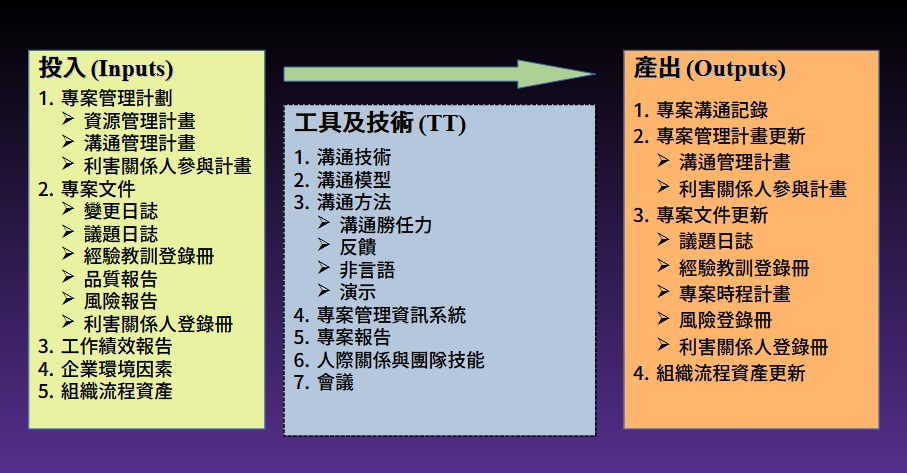 投入 (Inputs)
1. 專案管理計劃
➢ 資源管理計畫
➢ 溝通管理計畫
➢ 利害關係人參與計畫
2. 專案文件
➢ 變更日誌
➢ 議題日誌
➢ 經驗教訓登錄冊
➢ 品質報告
➢ 風險報告
➢ 利害關係人登錄冊
3. 工作績效報告
4. 企業環境因素
5. 組織流程資產
工具及技術 (TT)
1. 溝通技術
2. 溝通模型
3. 溝通方法
➢ 溝通勝任力
➢ 反饋
➢ 非言語
➢ 演示
4. 專案管理資訊系統
5. 專案報告
6. 人際關係與團隊技能
7. 會議
產出 (Outputs)
1. 專案溝通記錄
2. 專案管理計畫更新
➢ 溝通管理計畫
➢ 利害關係人參與計畫
3. 專案文件更新
➢ 議題日誌
➢ 經驗教訓登錄冊
➢ 專案時程計畫
➢ 風險登錄冊
➢ 利害關係人登錄冊
4. 組織流程資產更新